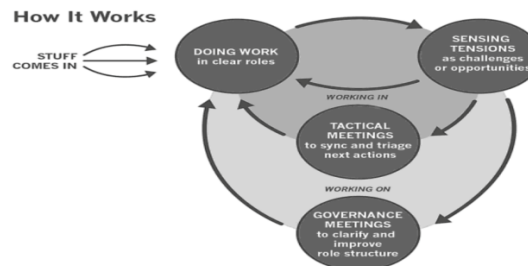 How It Works
STUFF
COMES IN
DOING WORK
in clear roles
SENSING
TENSIONS
as challenges
or opportunities
WORKING IN
TACTICAL
MEETINGS
to sync and triage
next actions
WORKING ON
GOVERNANCE
MEETINGS
to clarify and
improve
role structure